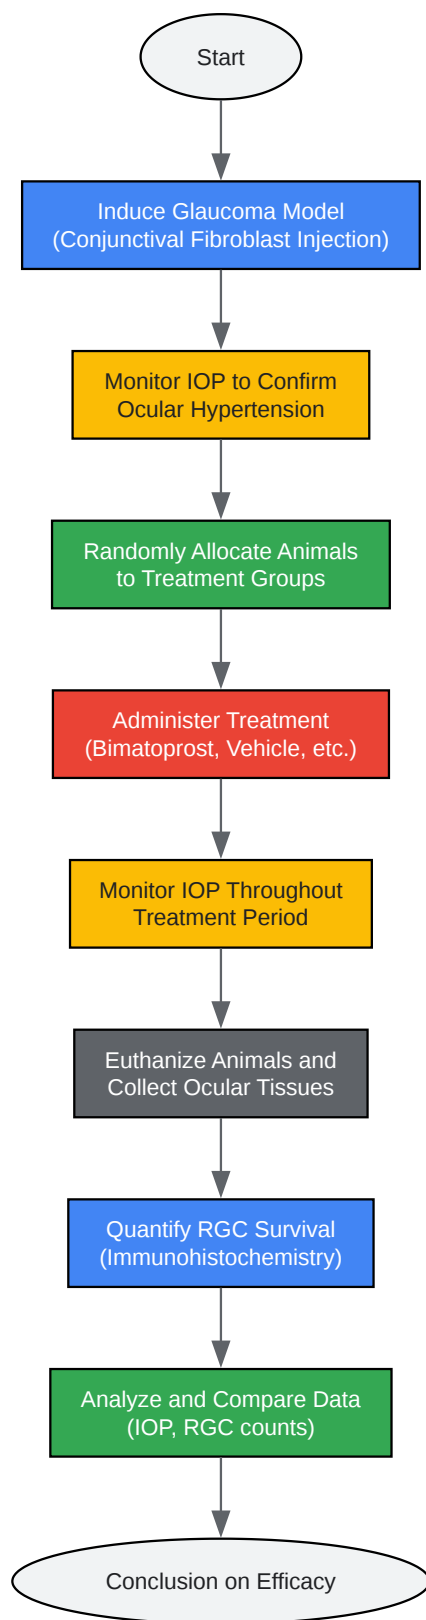 Start
Induce Glaucoma Model
(Conjunctival Fibroblast Injection)
Monitor IOP to Confirm
Ocular Hypertension
Randomly Allocate Animals
to Treatment Groups
Administer Treatment
(Bimatoprost, Vehicle, etc.)
Monitor IOP Throughout
Treatment Period
Euthanize Animals and
Collect Ocular Tissues
Quantify RGC Survival
(Immunohistochemistry)
Analyze and Compare Data
(IOP, RGC counts)
Conclusion on Efficacy